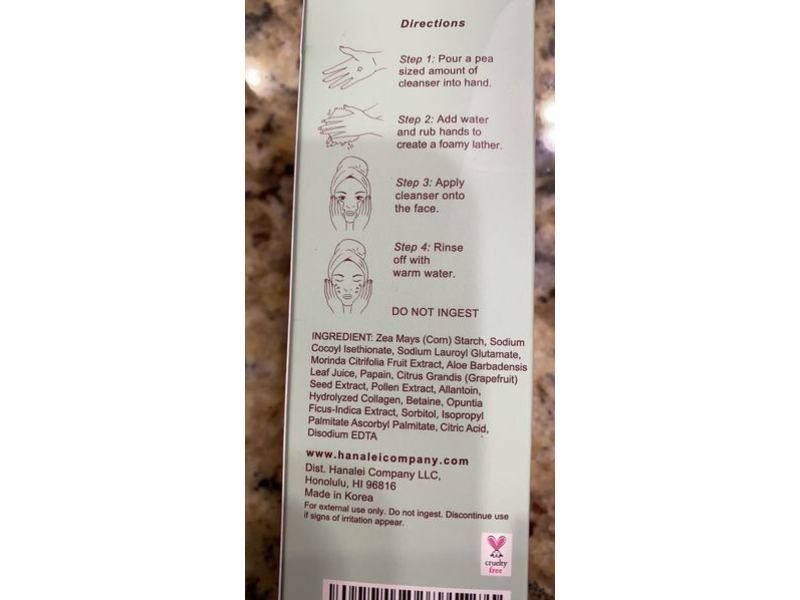 Directions
Step 1: Pour a pea
sized amount of
cleanser into hand.
Step 2: Add water
and rub hands to
create a foamy lather.
Step 3: Apply
cleanser onto
the face.
Step 4: Rinse
off with
warm water.
DO NOT INGEST
INGREDIENT: Zea Mays (Corn) Starch, Sodium
Cocoyl Isethionate, Sodium Lauroyl Glutamate,
Morinda Citrifolia Fruit Extract, Aloe Barbadensis
Leaf Juice, Papain, Citrus Grandis (Grapefruit)
Seed Extract, Pollen Extract, Allantoin,
Hydrolyzed Collagen, Betaine, Opuntia
Ficus-Indica Extract, Sorbitol, Isopropyl
Palmitate Ascorbyl Palmitate, Citric Acid,
Disodium EDTA
www.hanaleicompany.com
Dist. Hanalei Company LLC,
Honolulu, HI 96816
Made in Korea
For external use only. Do not ingest. Discontinue use
if signs of irritation appear.
cruelty
free